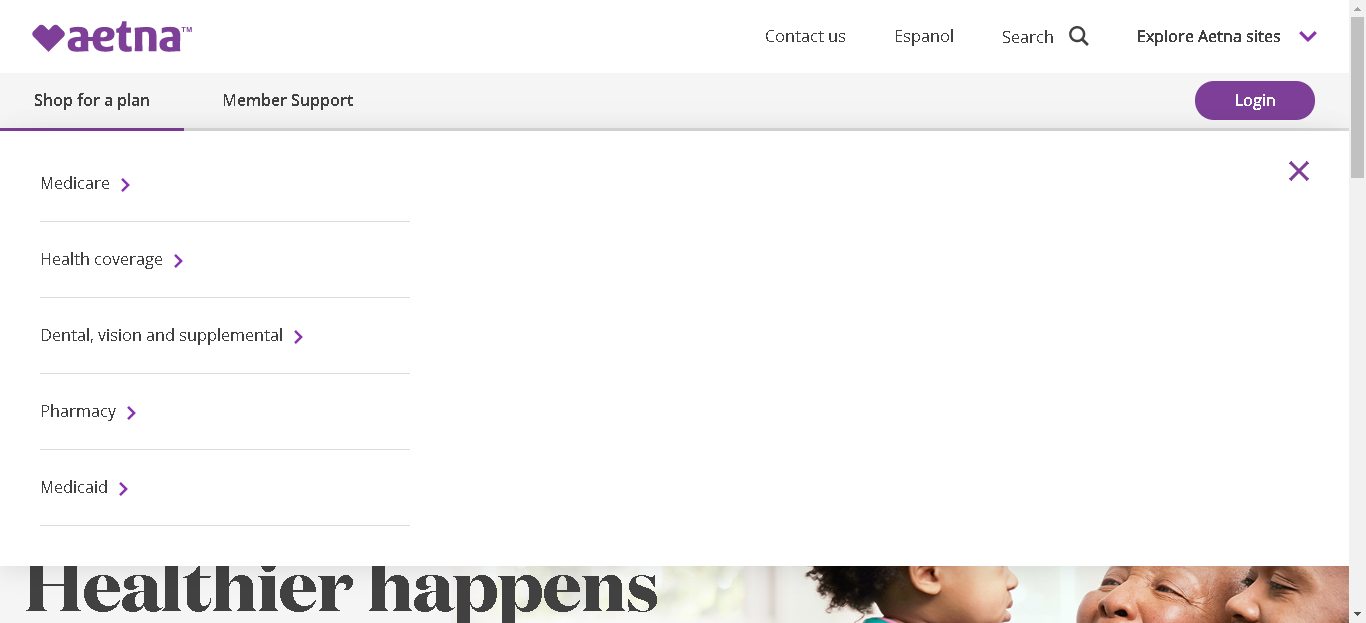 aetna™
Contact us
Espanol
Search
Explore Aetna sites
Shop for a plan
Member Support
Login
Medicare
Health coverage
Dental, vision and supplemental
Pharmacy
Medicaid
Healthier happens